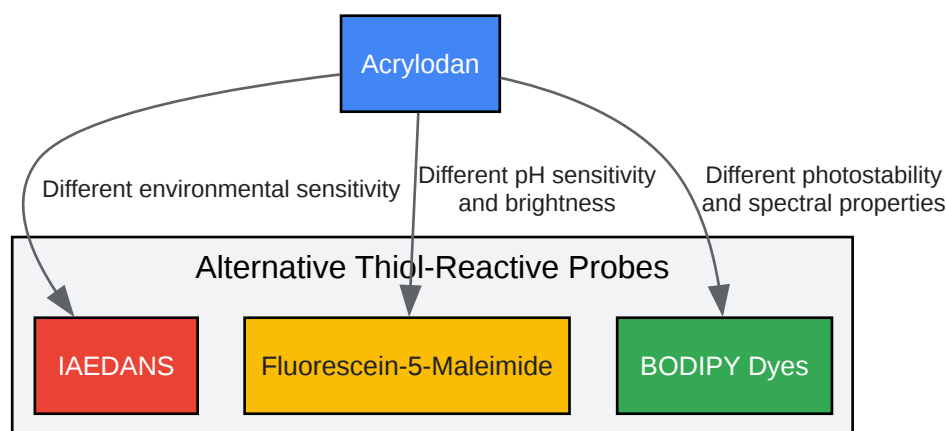 Acrylodan
Different environmental sensitivity
Different pH sensitivity
and brightness
Different photostability
and spectral properties
Alternative Thiol-Reactive Probes
IAEDANS
Fluorescein-5-Maleimide
BODIPY Dyes